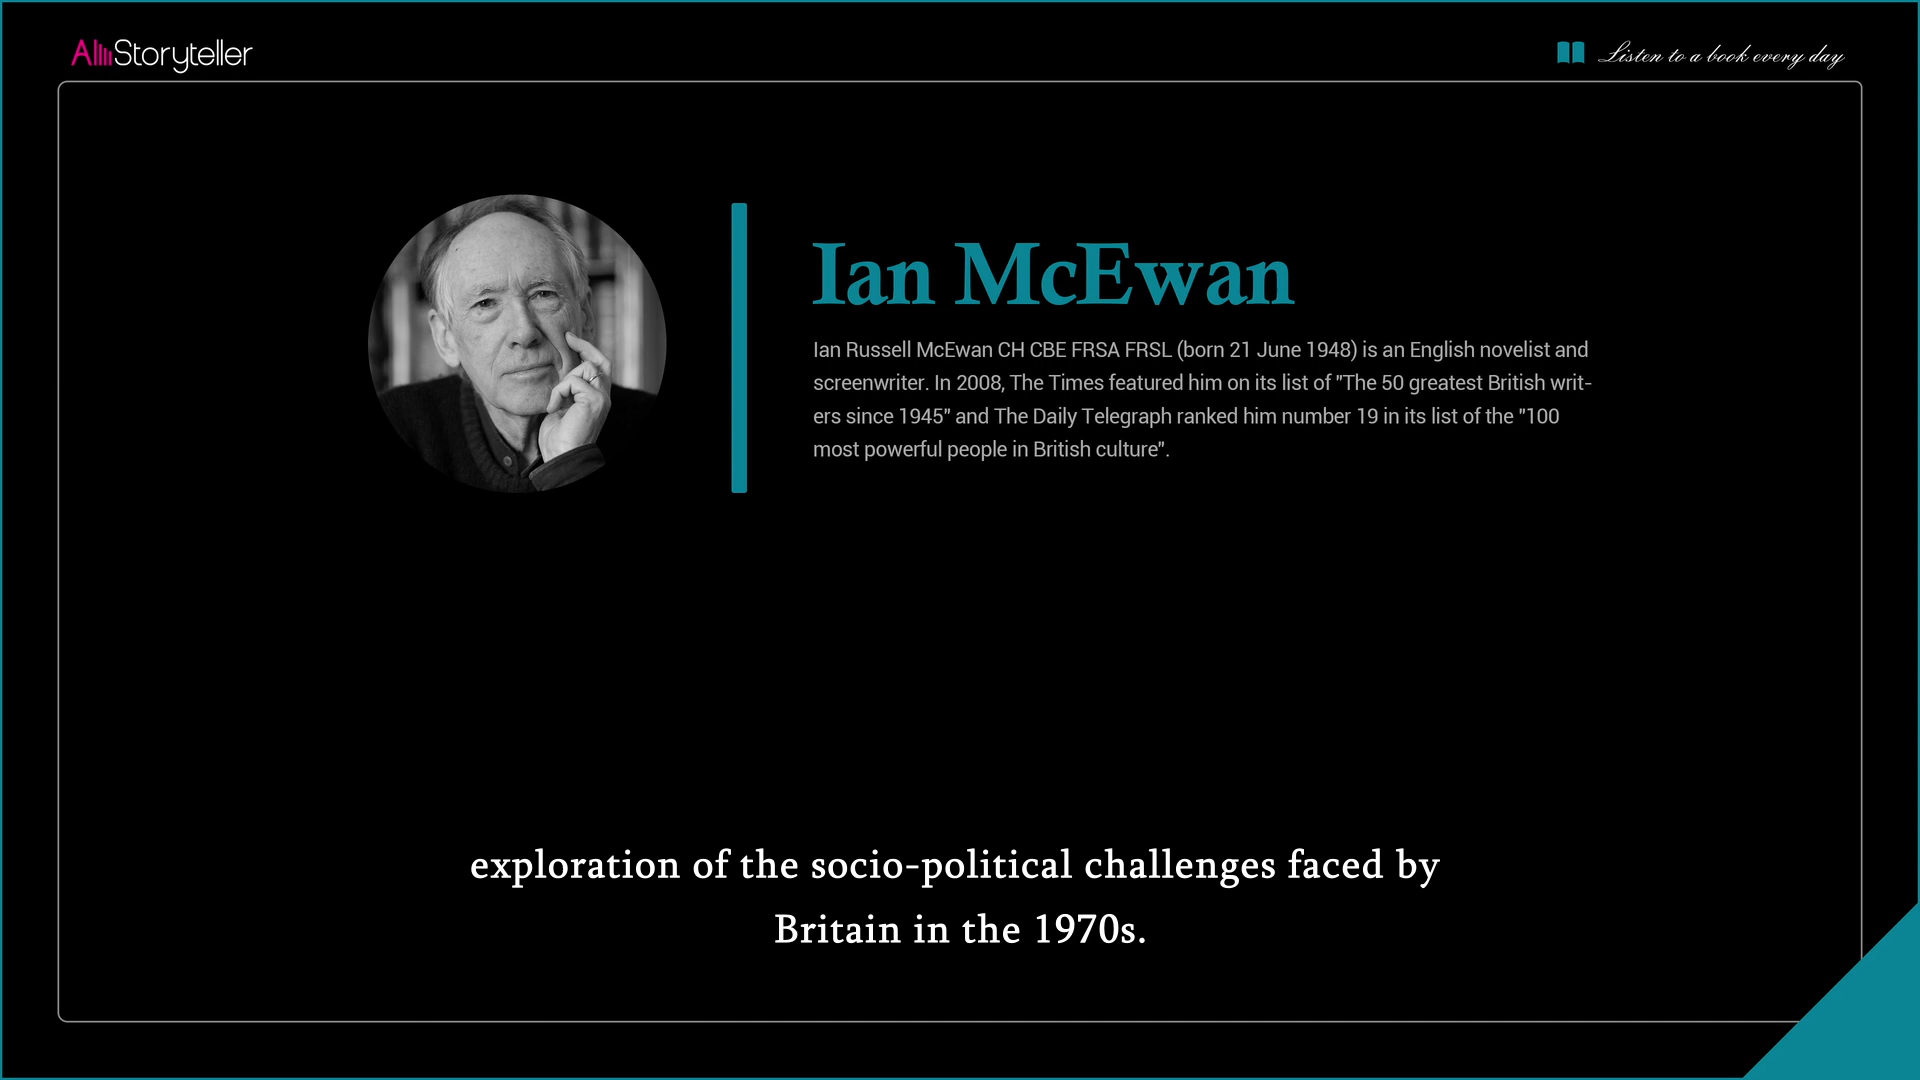 AllStoryteller
Listen to a book every day
Ian McEwan
Ian Russell McEwan CH CBE FRSA FRSL (born 21 June 1948) is an English novelist and
screenwriter. In 2008, The Times featured him on its list of "The 50 greatest British writ-
ers since 1945" and The Daily Telegraph ranked him number 19 in its list of the "100
most powerful people in British culture".
exploration of the socio-political challenges faced by
Britain in the 1970s.